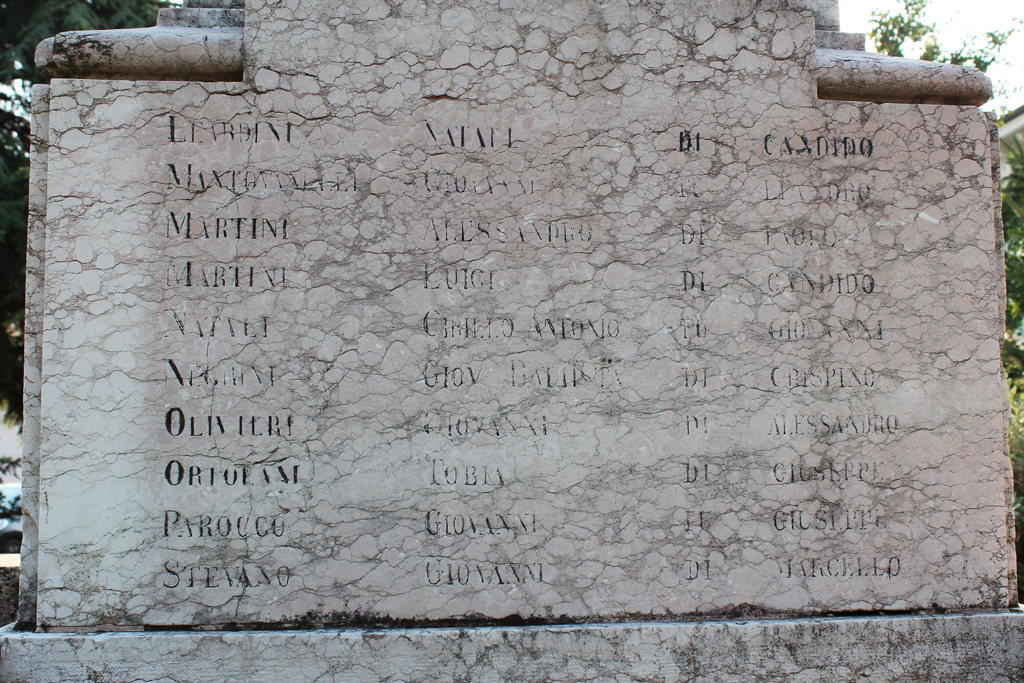 LEARDINI NATALE DI CANDIDO
MANTOVANELLI GIOVANNI FU LEANDRO
MARTINI ALESSANDRO DI PAOLO
MARTINI LUIGI DI CANDIDO
NATALI CIRILLO ANTONIO FU GIOVANNI
NEGRINI GIOV BATTISTA DI CRISPINO
OLIVIERI GIOVANNI DI ALESSANDRO
ORTOLANI TOBIA DI GIUSEPPE
PAROCCO GIOVANNI FU GIUSEPPE
STEVANO GIOVANNI DI MARCELLO